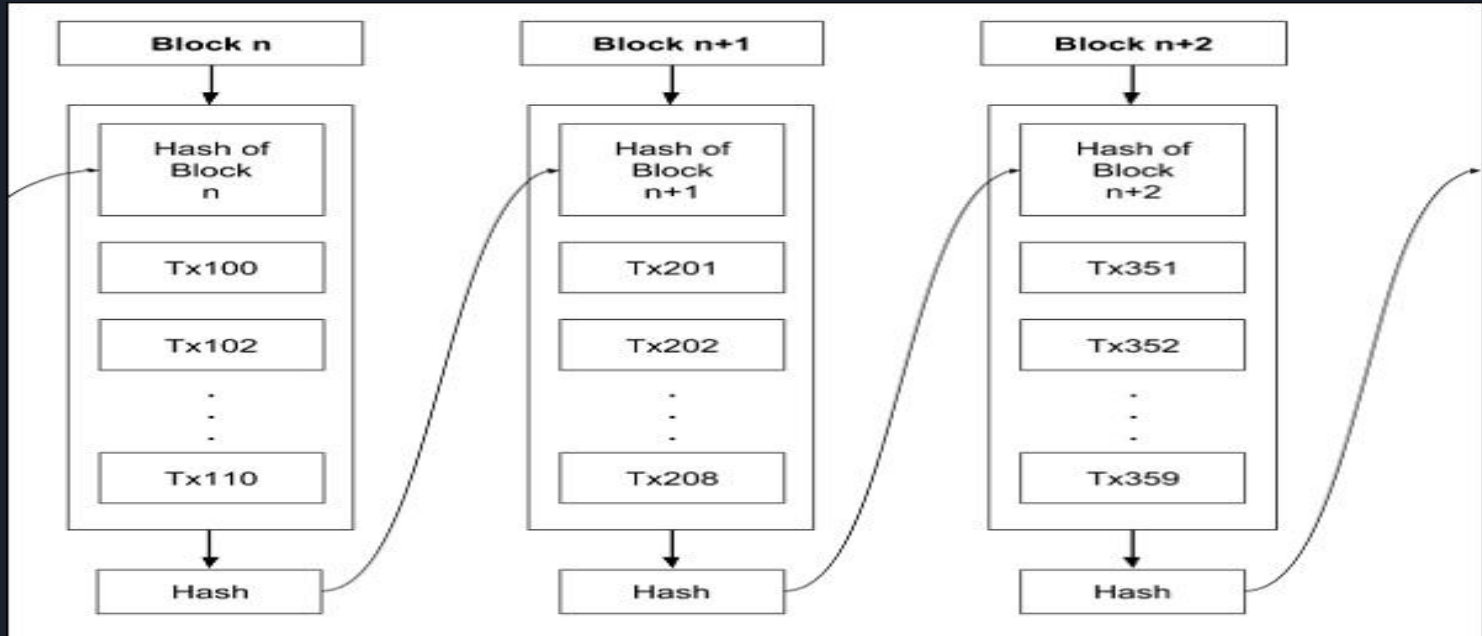 Block n
Hash of
Block
n
Tx100
Tx102
.
.
.
Tx110
Hash
Block n+1
Hash of
Block
n+1
Tx201
Tx202
.
.
.
Tx208
Hash
Block n+2
Hash of
Block
n+2
Tx351
Tx352
.
.
.
Tx359
Hash